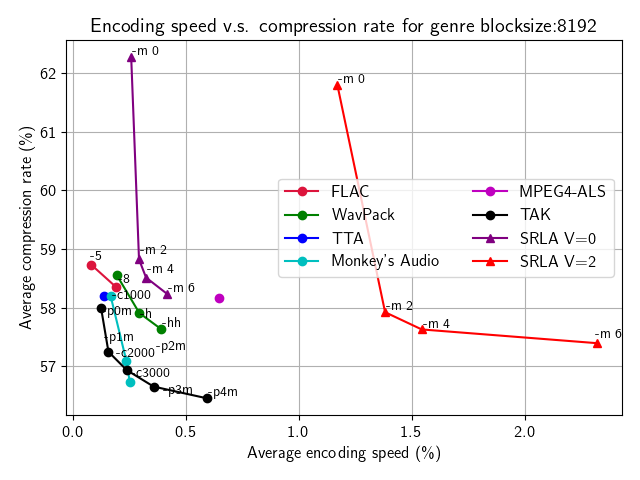 Encoding speed v.s. compression rate for genre blocksize:8192
Average compression rate (%)
62
61
60
59
58
57
-m 0
-m 0
-m 2
-m 4
-m 6
-5
-8
-c1000
-p0m
-h
-hh
-p1m
-p2m
-c2000
-c3000
-p3m
-p4m
-m 2
-m 4
-m 6
FLAC
WavPack
TTA
Monkey's Audio
MPEG4-ALS
TAK
SRLA V=0
SRLA V=2
0.0
0.5
1.0
1.5
2.0
Average encoding speed (%)